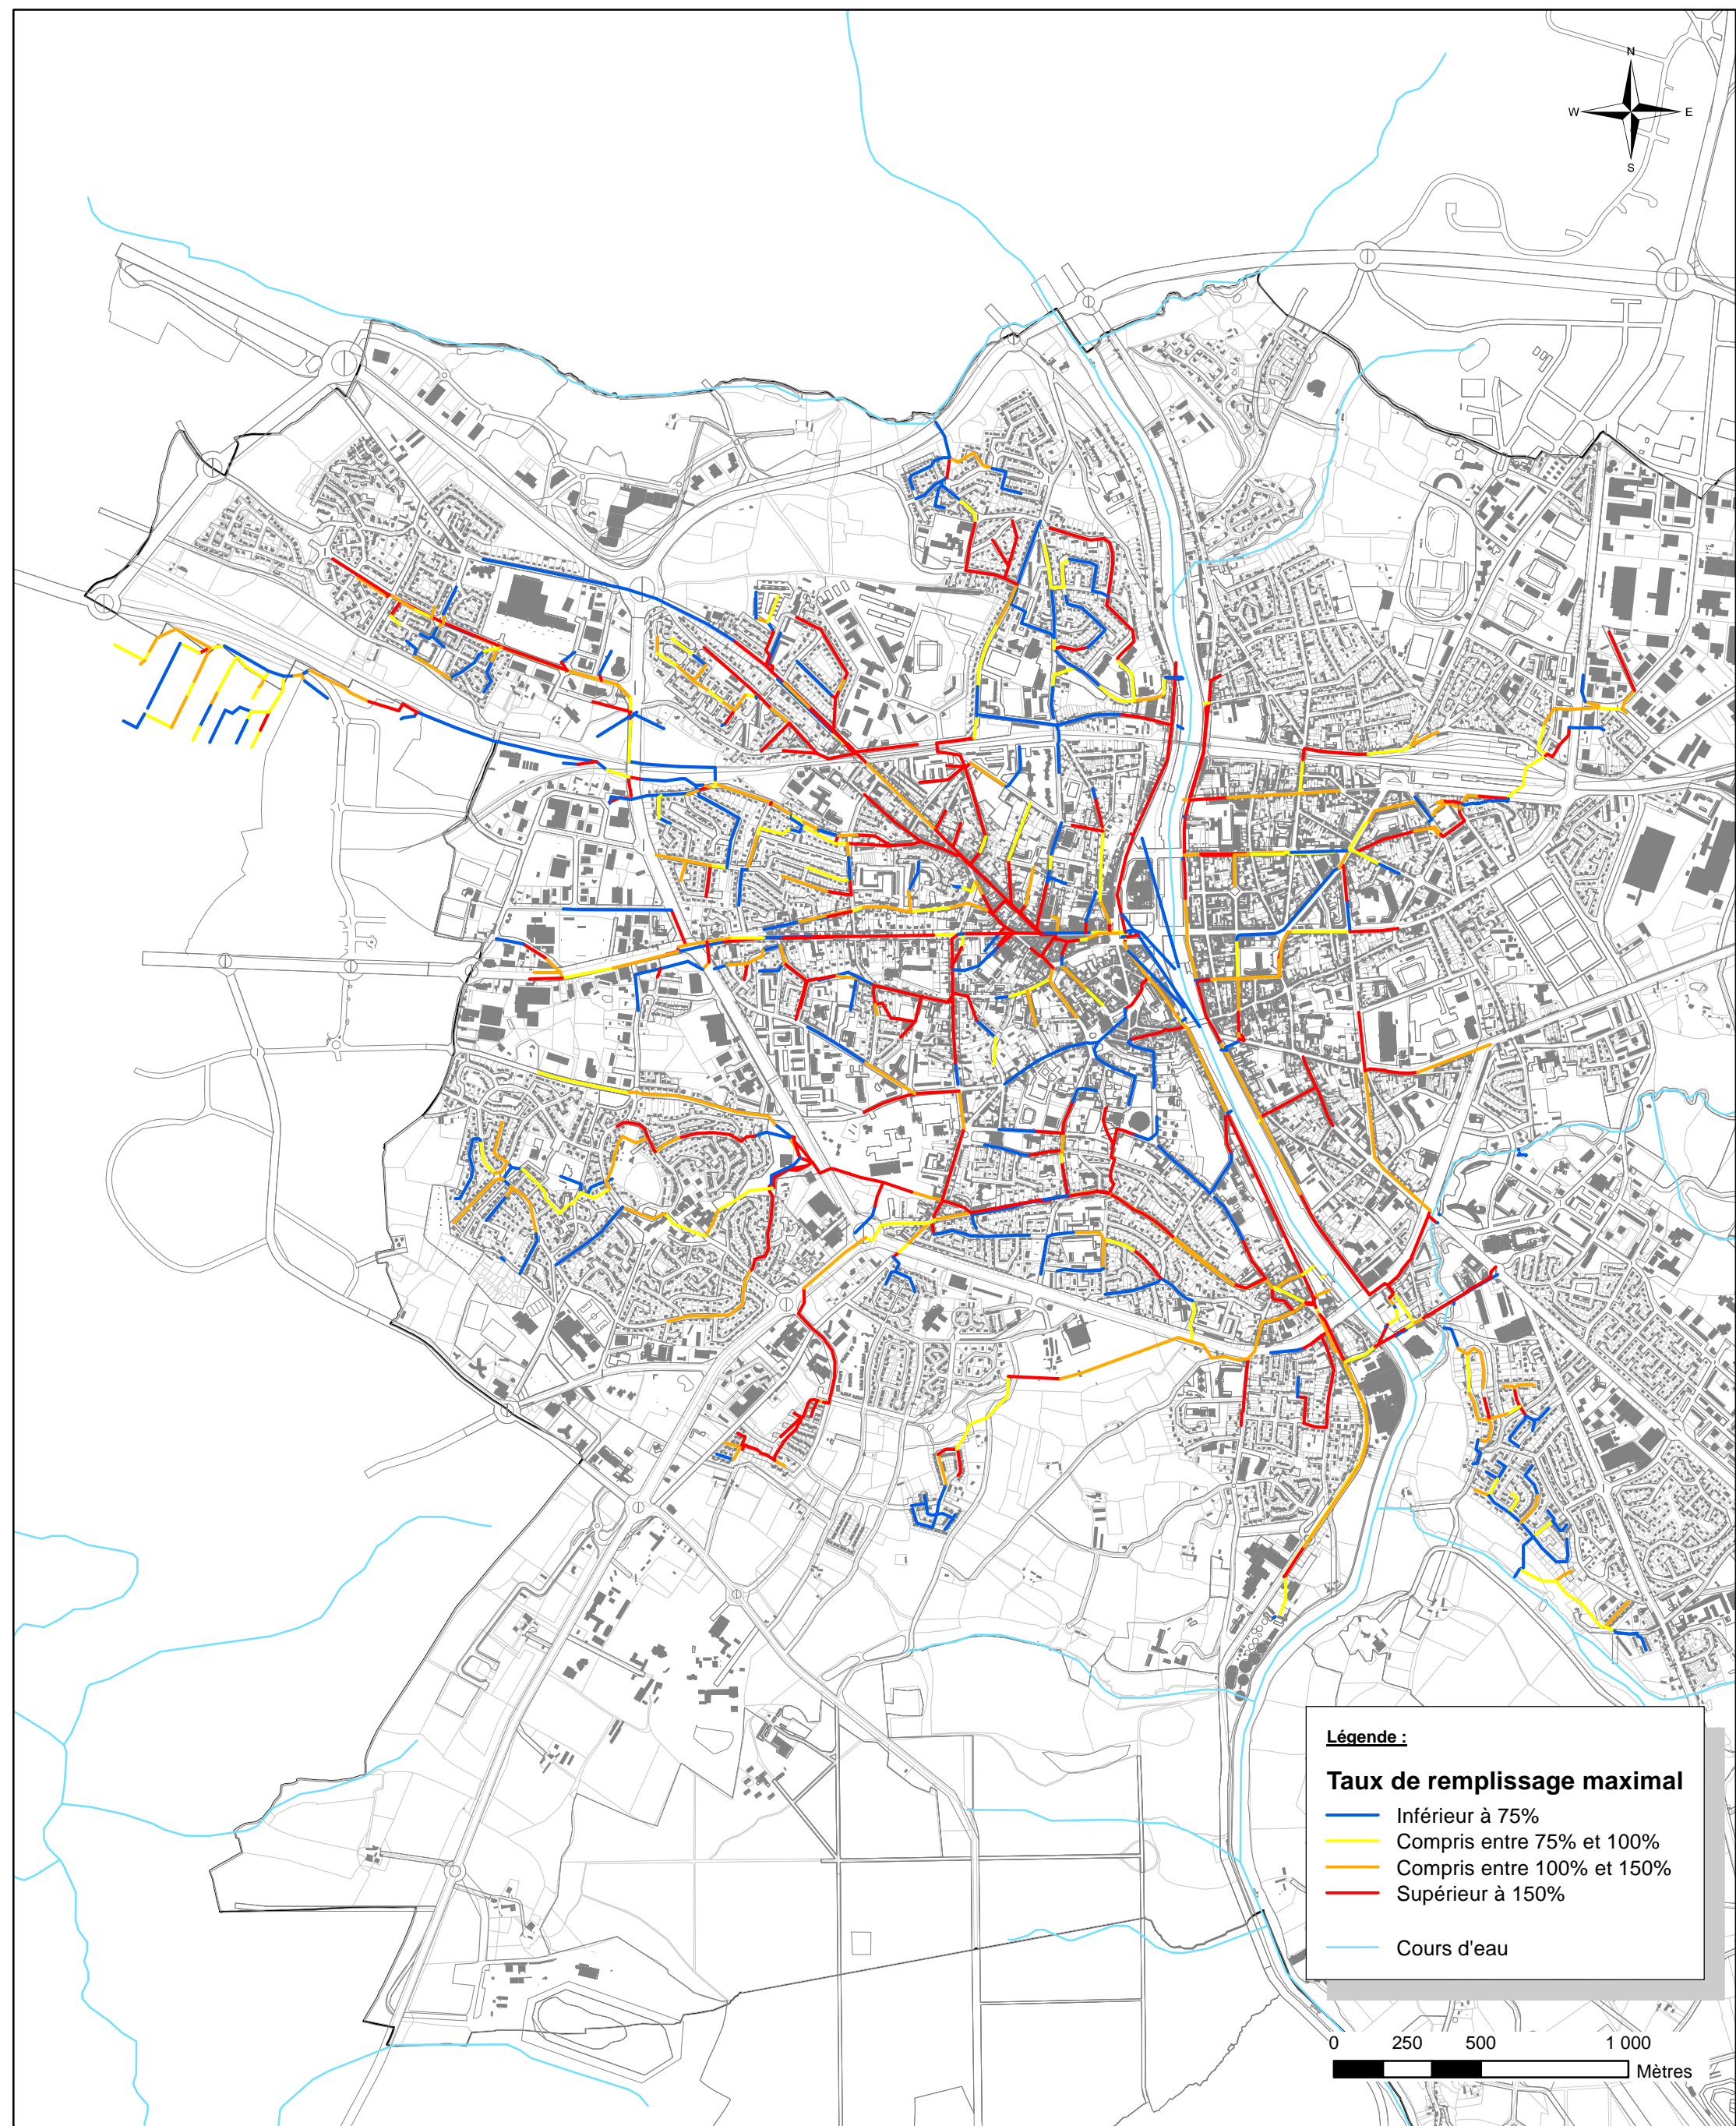 N
W E
S
Légende :
Taux de remplissage maximal
Inférieur à 75%
Compris entre 75% et 100%
Compris entre 100% et 150%
Supérieur à 150%
Cours d'eau
0 250 500 1 000
Mètres